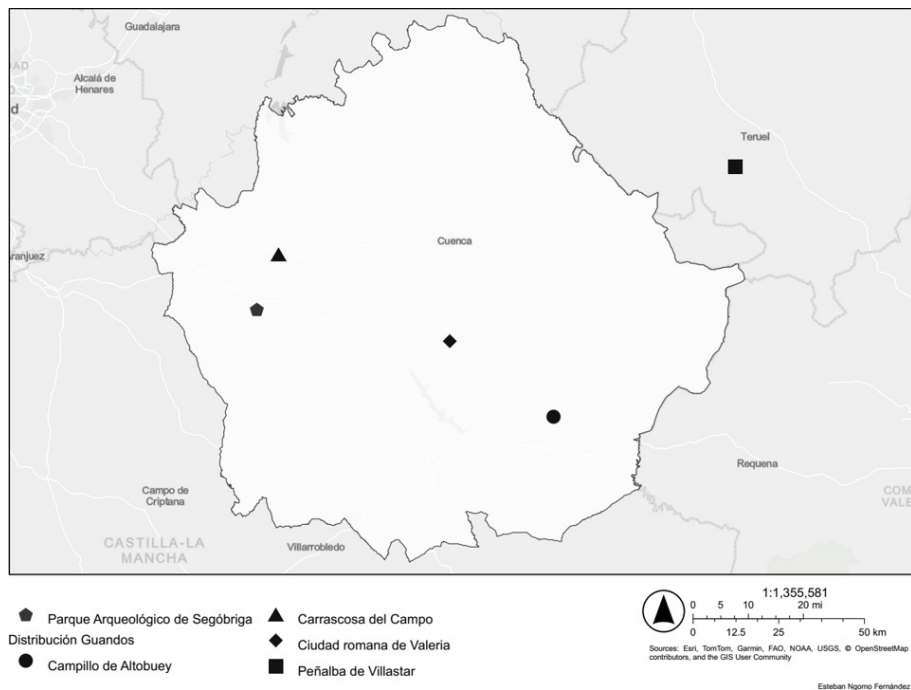 Guadalajara
Alcalá de
Henares
d
Teruel
Cuenca
Aranjuez
Requena
Campo de
Criptana
CASTILLA-LA
MANCHA
Villarrobledo
COM
VALE
Parque Arqueológico de Segóbriga
Distribución Guandos
Campillo de Altobuey
Carrascosa del Campo
Ciudad romana de Valeria
Peñalba de Villastar
1:1,355,581
0 5 10 20 mi
0 12.5 25 50 km
Sources: Esri, TomTom, Garmin, FAO, NOAA, USGS, © OpenStreetMap
contributors, and the GIS User Community
Esteban Ngomo Fernández